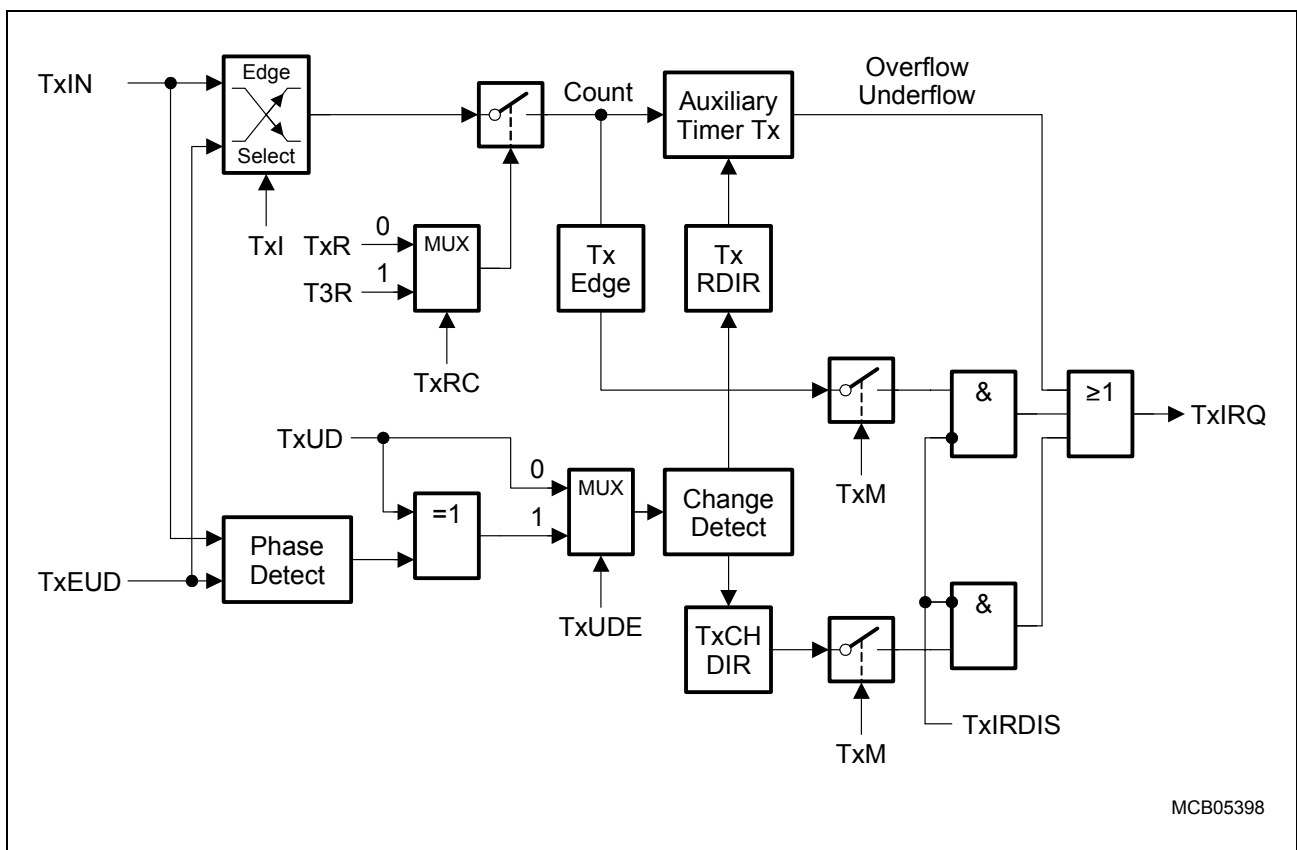 TxIN
Edge
Select
TxI
Count
Auxiliary
Timer Tx
Overflow
Underflow
TxR
0
T3R
1
MUX
TxRC
Tx
Edge
Tx
RDIR
TxUD
0
1
MUX
=1
Phase
Detect
TxEUD
TxUDE
Change
Detect
TxCH
DIR
TxM
&
≥1
TxIRQ
&
TxM
TxIRDIS
MCB05398